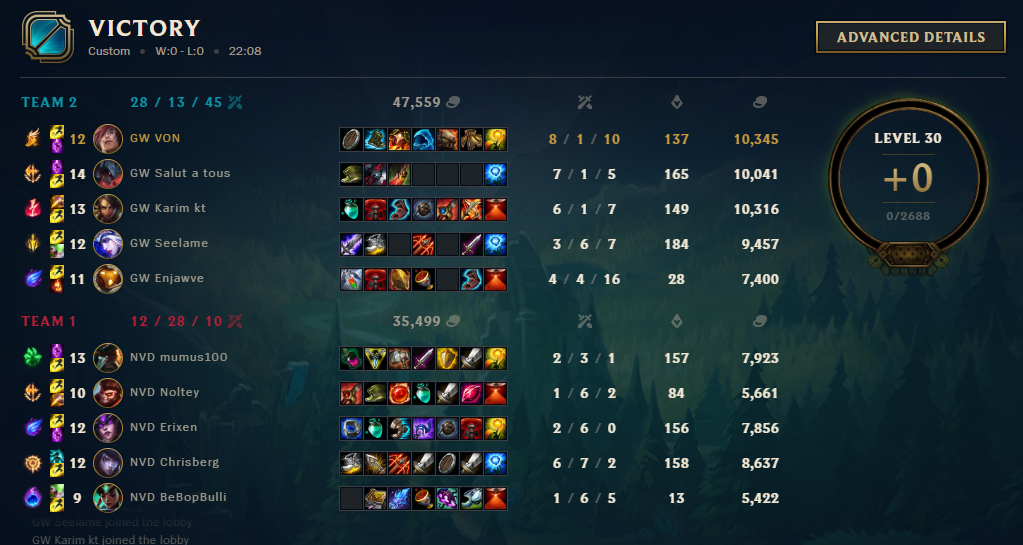 VICTORY
Custom • W:0 - L:0 • 22:08
ADVANCED DETAILS
TEAM 2 28 / 13 / 45 47,559
12 GW VON 8 / 1 / 10 137 10,345
14 GW Salut a tous 7 / 1 / 5 165 10,041
13 GW Karim kt 6 / 1 / 7 149 10,316
12 GW Seelame 3 / 6 / 7 184 9,457
11 GW Enjawve 4 / 4 / 16 28 7,400
LEVEL 30
+0
0/2688
TEAM 1 12 / 28 / 10 35,499
13 NVD mumus100 2 / 3 / 1 157 7,923
10 NVD Noltey 1 / 6 / 2 84 5,661
12 NVD Erixen 2 / 6 / 0 156 7,856
12 NVD Chrisberg 6 / 7 / 2 158 8,637
9 NVD BeBopBulli 1 / 6 / 5 13 5,422
GW Seelame joined the lobby
GW Karim kt joined the lobby